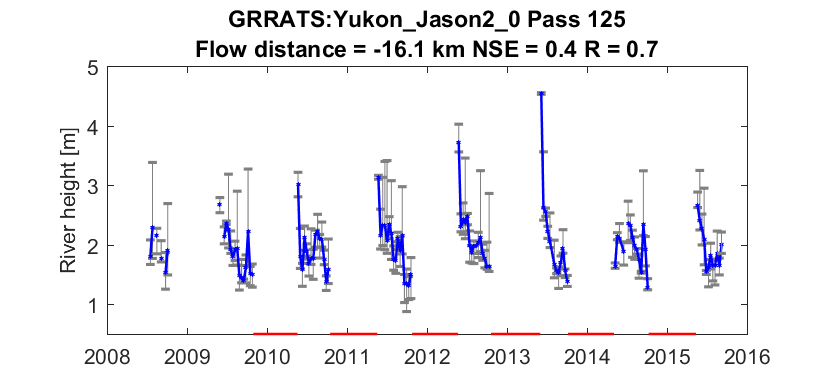 GRRATS:Yukon_Jason2_0 Pass 125
Flow distance = -16.1 km NSE = 0.4 R = 0.7
River height [m]
5
4
3
2
1
2008 2009 2010 2011 2012 2013 2014 2015 2016